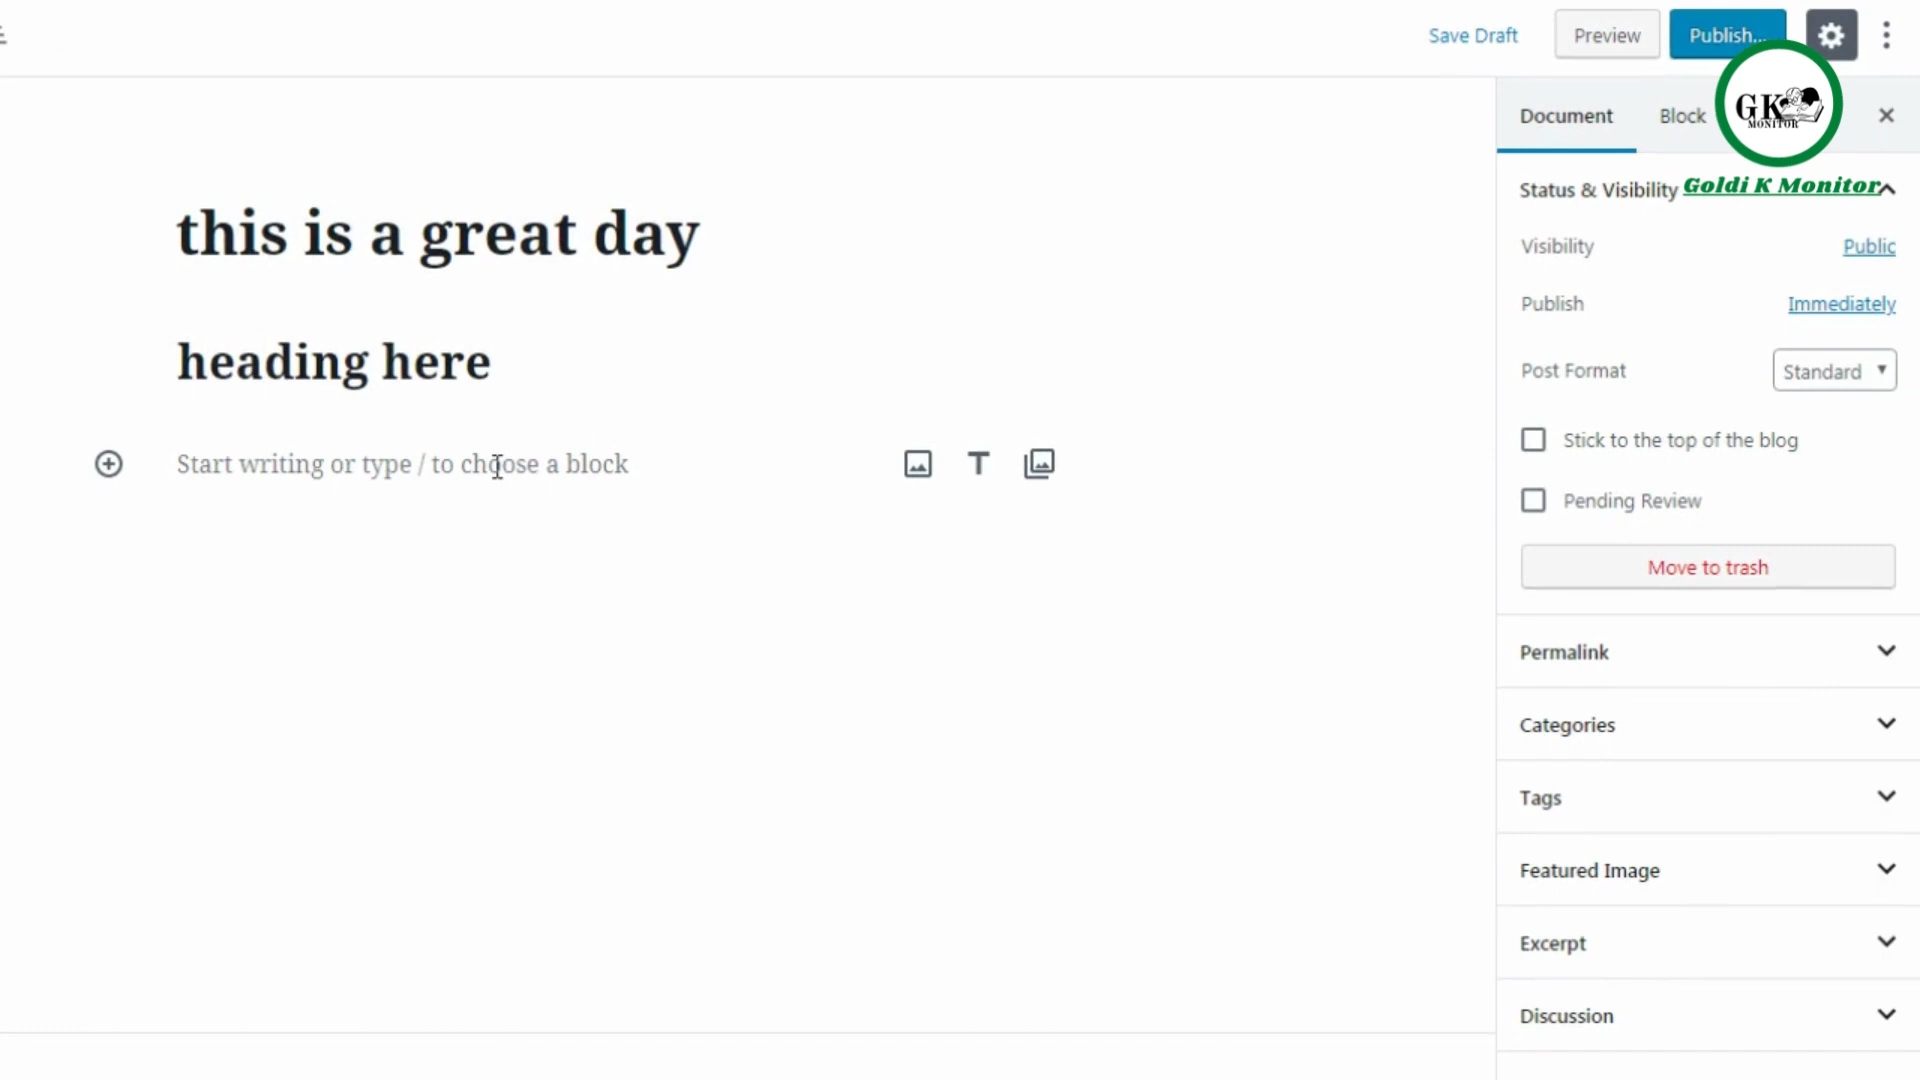 Save Draft
Preview
Publish...
Document
Block
GK
MONITOR
Goldi K Monitor
Status & Visibility
Visibility
Public
Publish
Immediately
Post Format
Standard
Stick to the top of the blog
Pending Review
Move to trash
Permalink
Categories
Tags
Featured Image
Excerpt
Discussion
this is a great day
heading here
Start writing or type / to choose a block